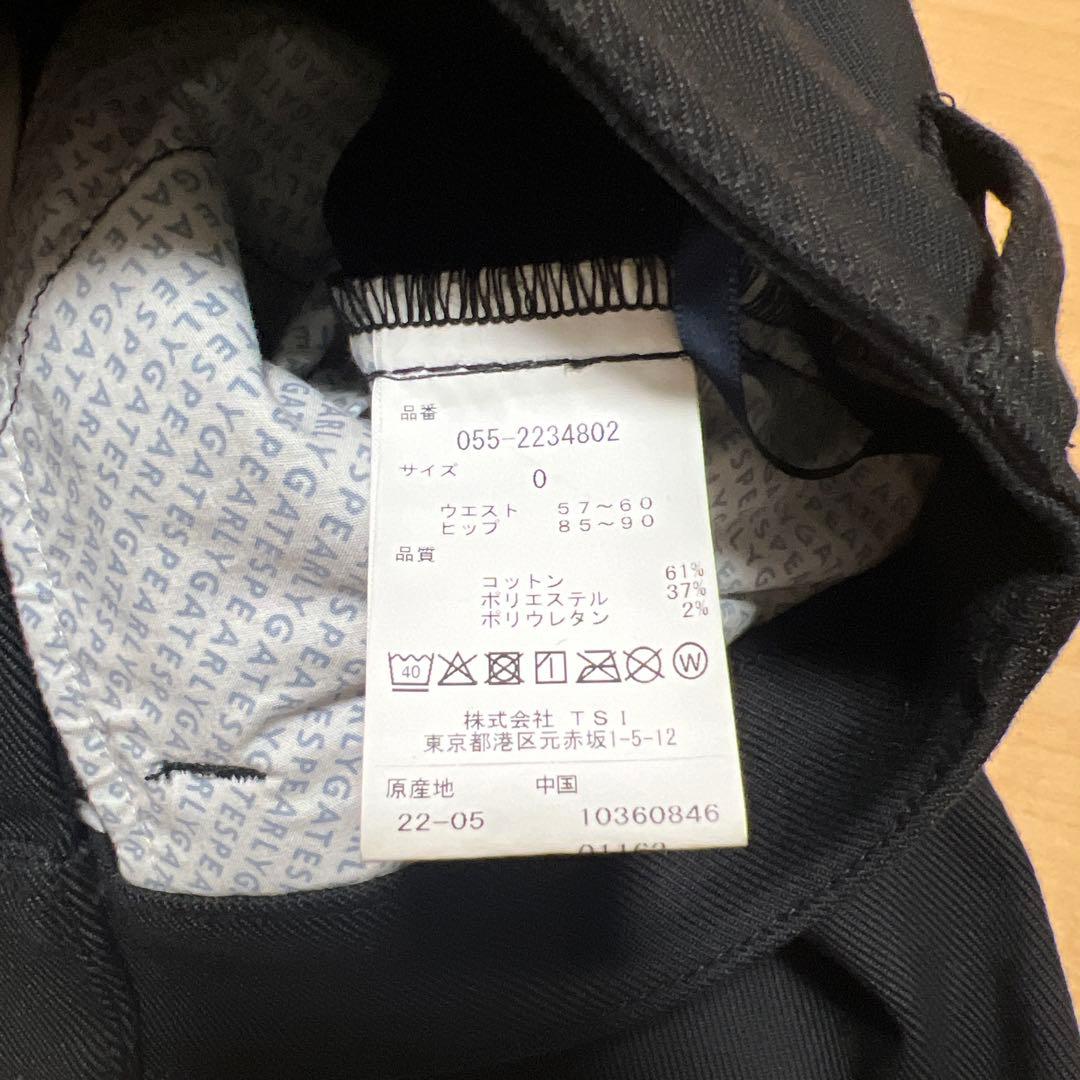 品番
055-2234802
サイズ
0
ウエスト 57～60
ヒップ 85～90
品質
コットン 61%
ポリエステル 37%
ポリウレタン 2%
40
W
株式会社 TSI
東京都港区元赤坂1-5-12
原産地 中国
22-05 10360846
PEARLYGATES